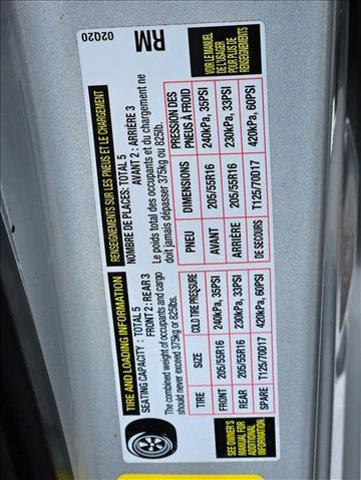 TIRE AND LOADING INFORMATION
SEATING CAPACITY : TOTAL 5
FRONT 2 : REAR 3
The combined weight of occupants and cargo
should never exceed 375kg or 825lbs.
TIRE SIZE COLD TIRE PRESSURE
FRONT 205/55R16 240kPa, 35PSI
REAR 205/55R16 230kPa, 33PSI
SPARE T125/70D17 420kPa, 60PSI
SEE OWNER'S
MANUAL FOR
ADDITIONAL
INFORMATION
RENSEIGNEMENTS SUR LES PNEUS ET LE CHARGEMENT
NOMBRE DE PLACES: TOTAL 5
AVANT 2 : ARRIÈRE 3
Le poids total des occupants et du chargement ne
doit jamais dépasser 375kg ou 825lb.
PNEU DIMENSIONS PRESSION DES
PNEUS À FROID
AVANT 205/55R16 240kPa, 35PSI
ARRIÈRE 205/55R16 230kPa, 33PSI
DE SECOURS T125/70D17 420kPa, 60PSI
VOIR LE MANUEL
DE L'USAGER
POUR PLUS DE
RENSEIGNEMENTS
02Q20
RM